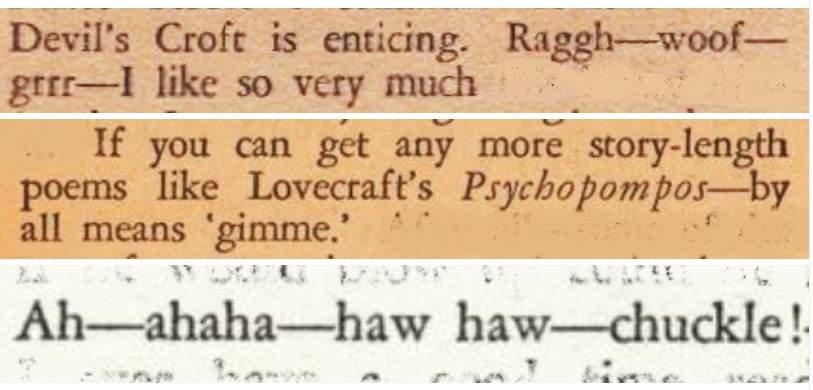 Devil's Croft is enticing. Raggh—woof—
grrr—I like so very much
If you can get any more story-length
poems like Lovecraft's Psychopompos—by
all means 'gimme.'
Ah—ahaha—haw haw—chuckle!